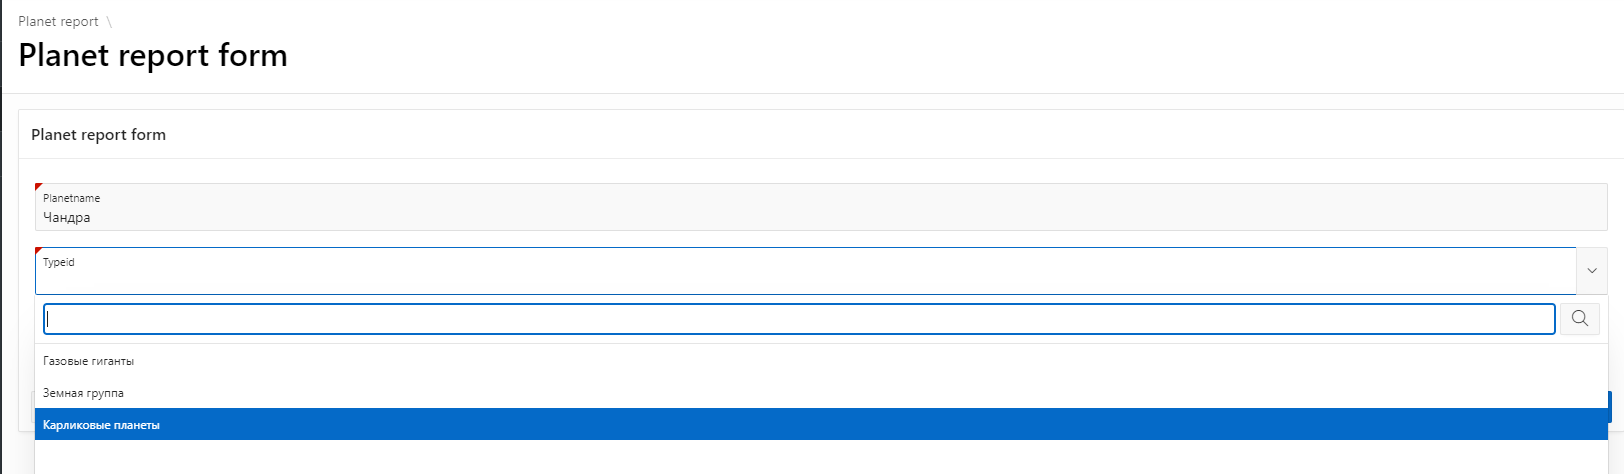 Planet report \
Planet report form
Planet report form
Planetname
Чандра
Typeid
Газовые гиганты
Земная группа
Карликовые планеты